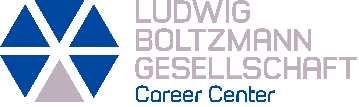 LUDWIG
BOLTZMANN
GESELLSCHAFT
Career Center